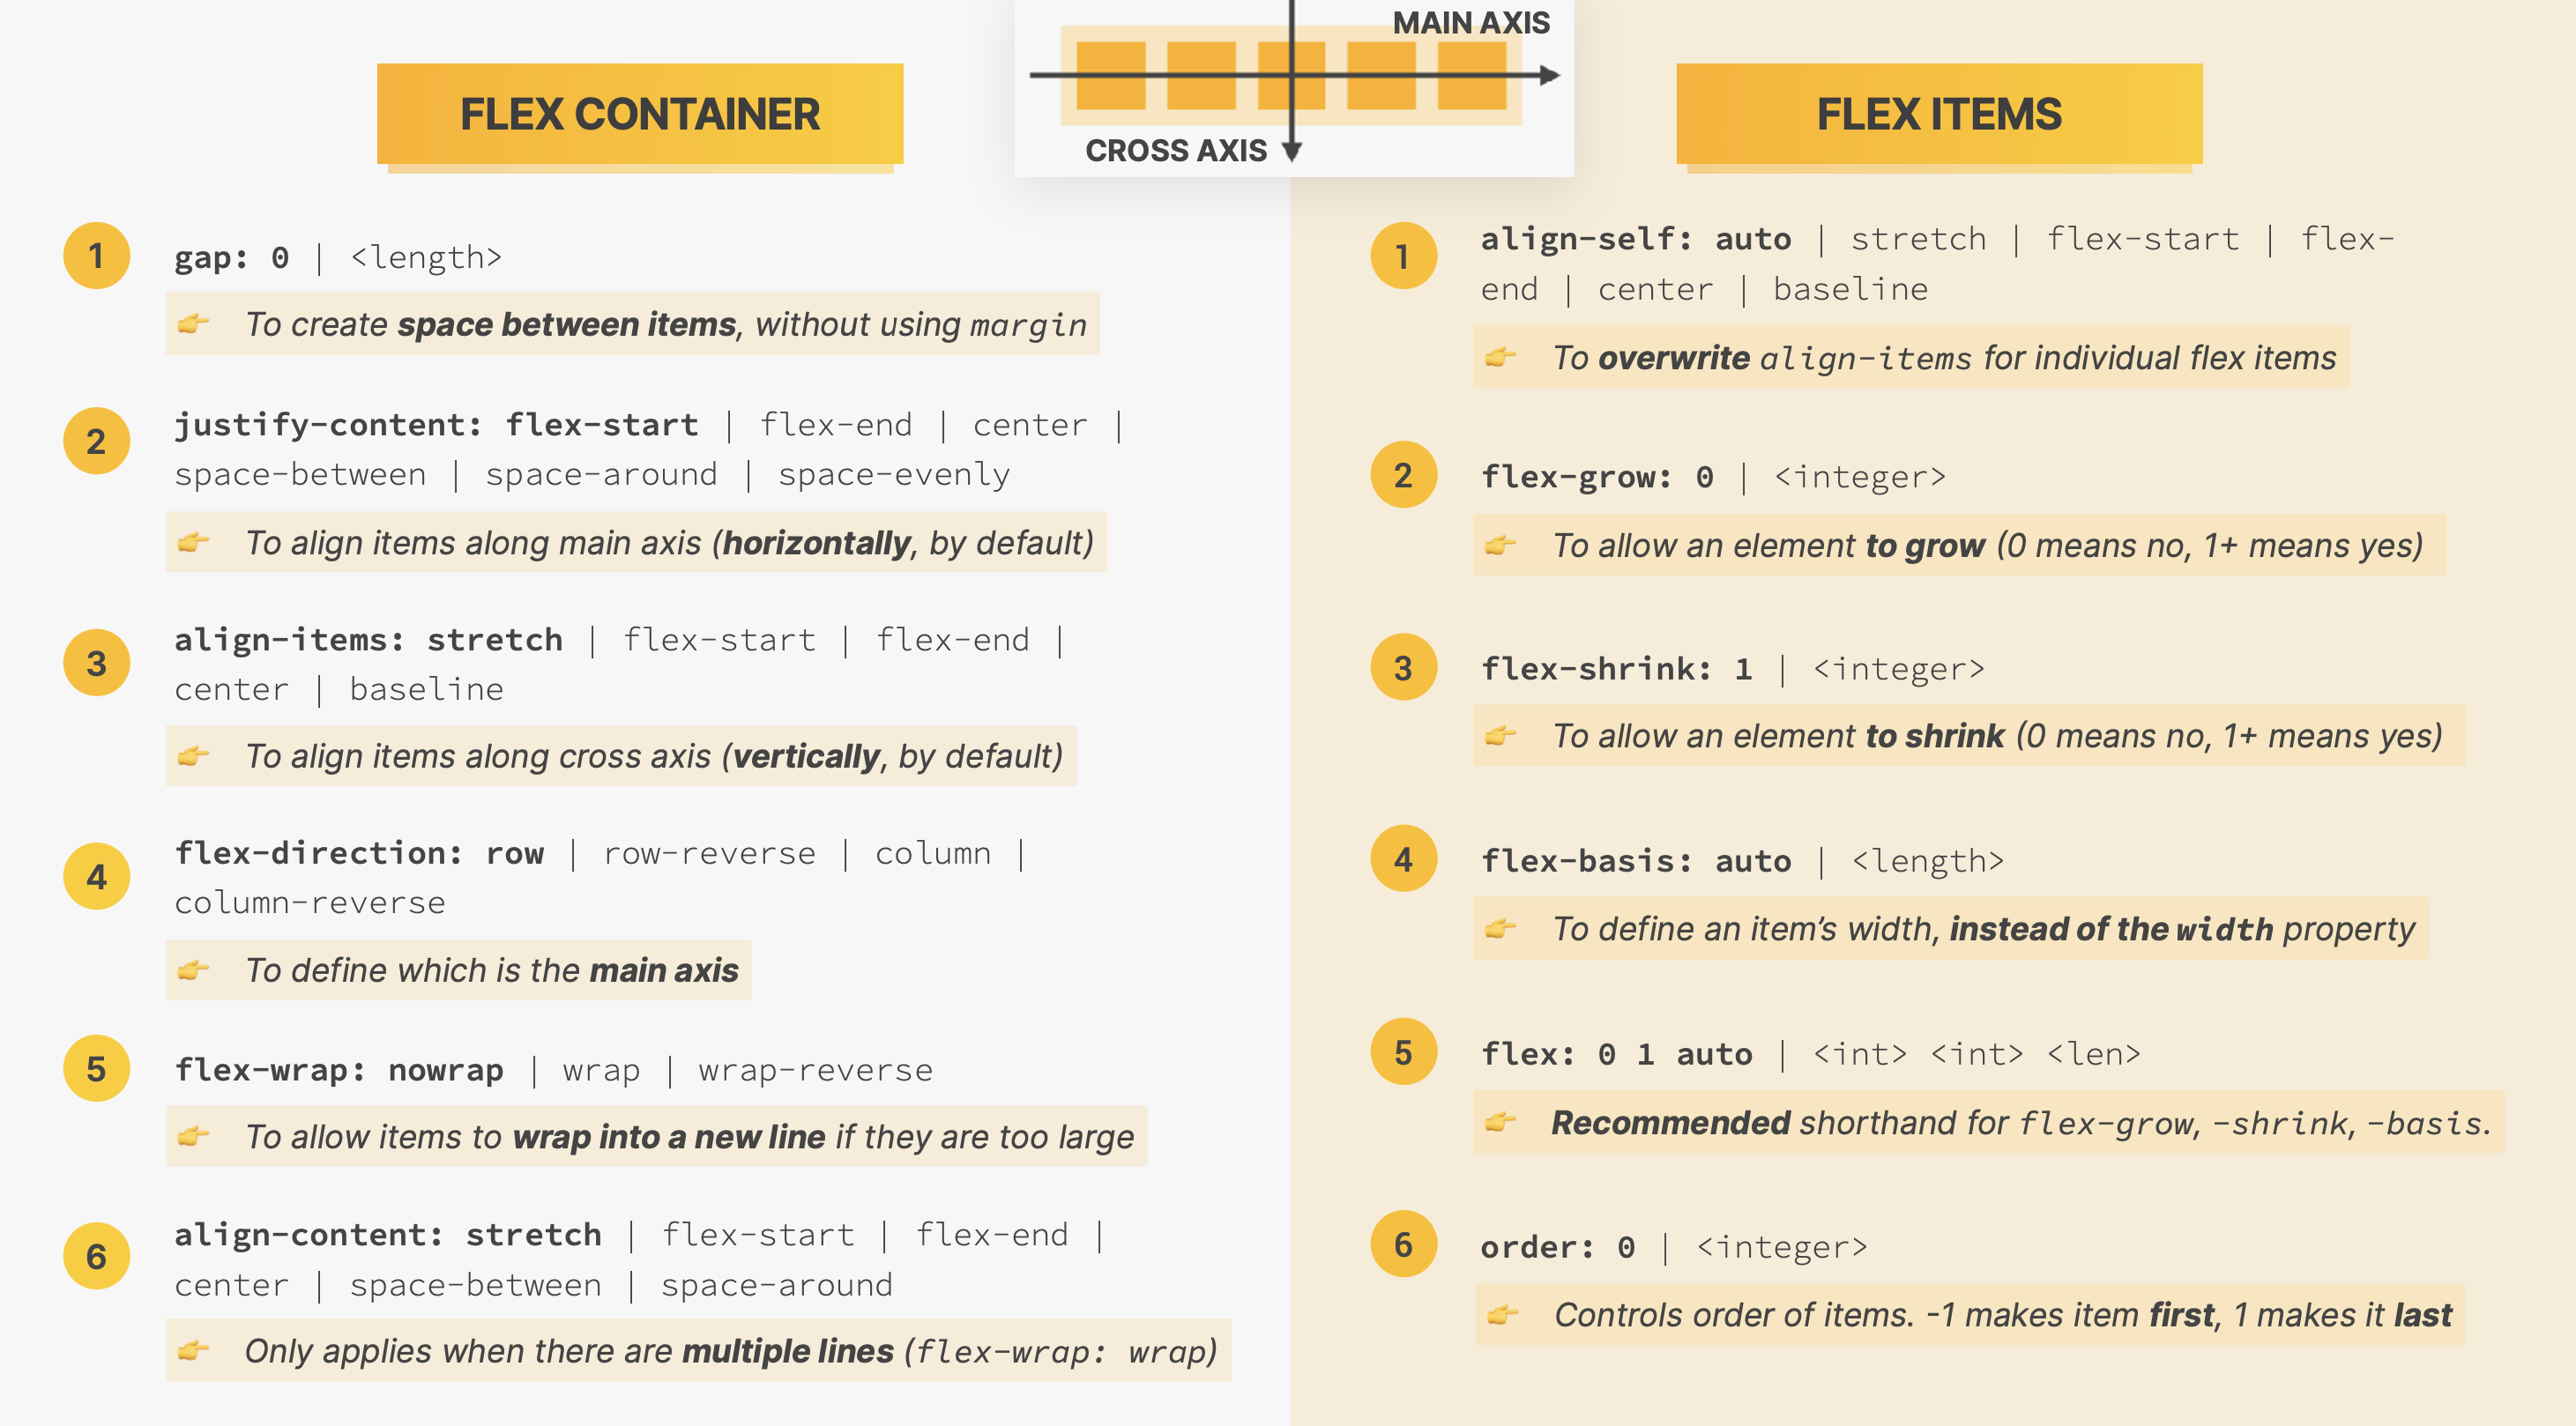 MAIN AXIS
CROSS AXIS
FLEX CONTAINER
1
gap: 0 | <length>
👉 To create space between items, without using margin
2
justify-content: flex-start | flex-end | center |
space-between | space-around | space-evenly
👉 To align items along main axis (horizontally, by default)
3
align-items: stretch | flex-start | flex-end |
center | baseline
👉 To align items along cross axis (vertically, by default)
4
flex-direction: row | row-reverse | column |
column-reverse
👉 To define which is the main axis
5
flex-wrap: nowrap | wrap | wrap-reverse
👉 To allow items to wrap into a new line if they are too large
6
align-content: stretch | flex-start | flex-end |
center | space-between | space-around
👉 Only applies when there are multiple lines (flex-wrap: wrap)
FLEX ITEMS
1
align-self: auto | stretch | flex-start | flex-
end | center | baseline
👉 To overwrite align-items for individual flex items
2
flex-grow: 0 | <integer>
👉 To allow an element to grow (0 means no, 1+ means yes)
3
flex-shrink: 1 | <integer>
👉 To allow an element to shrink (0 means no, 1+ means yes)
4
flex-basis: auto | <length>
👉 To define an item’s width, instead of the width property
5
flex: 0 1 auto | <int> <int> <len>
👉 Recommended shorthand for flex-grow, -shrink, -basis.
6
order: 0 | <integer>
👉 Controls order of items. -1 makes item first, 1 makes it last